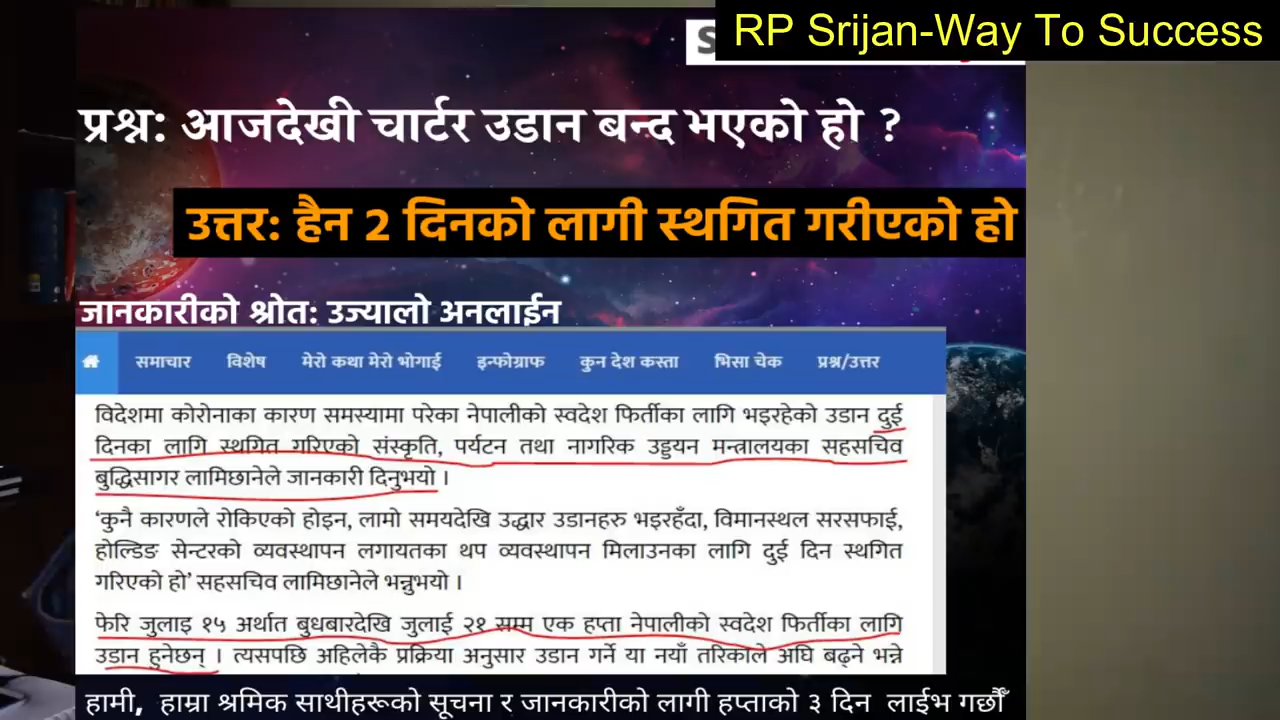 RP Srijan-Way To Success
प्रश्न: आजदेखी चार्टर उडान बन्द भएको हो ?
उत्तर: हैन 2 दिनको लागी स्थगित गरीएको हो
जानकारीको श्रोत: उज्यालो अनलाईन
समाचार विशेष मेरो कथा मेरो भोगाई इन्फोग्राफ कुन देश कस्ता भिसा चेक प्रश्न/उत्तर
विदेशमा कोरोनाका कारण समस्यामा परेका नेपालीको स्वदेश फिर्तीका लागि भइरहेको उडान दुई
दिनका लागि स्थगित गरिएको संस्कृति, पर्यटन तथा नागरिक उड्डयन मन्त्रालयका सहसचिव
बुद्धिसागर लामिछानेले जानकारी दिनुभयो ।
‘कुनै कारणले रोकिएको होइन, लामो समयदेखि उद्धार उडानहरु भइरहँदा, विमानस्थल सरसफाई,
होल्डिङ सेन्टरको व्यवस्थापन लगायतका थप व्यवस्थापन मिलाउनका लागि दुई दिन स्थगित
गरिएको हो’ सहसचिव लामिछानेले भन्नुभयो ।
फेरि जुलाइ १५ अर्थात बुधबारदेखि जुलाई २१ सम्म एक हप्ता नेपालीको स्वदेश फिर्तीका लागि
उडान हुनेछन् । त्यसपछि अहिलेकै प्रक्रिया अनुसार उडान गर्ने या नयाँ तरिकाले अघि बढ्ने भन्ने
हामी, हाम्रा श्रमिक साथीहरूको सूचना र जानकारीको लागी हप्ताको ३ दिन लाईभ गर्छौँ